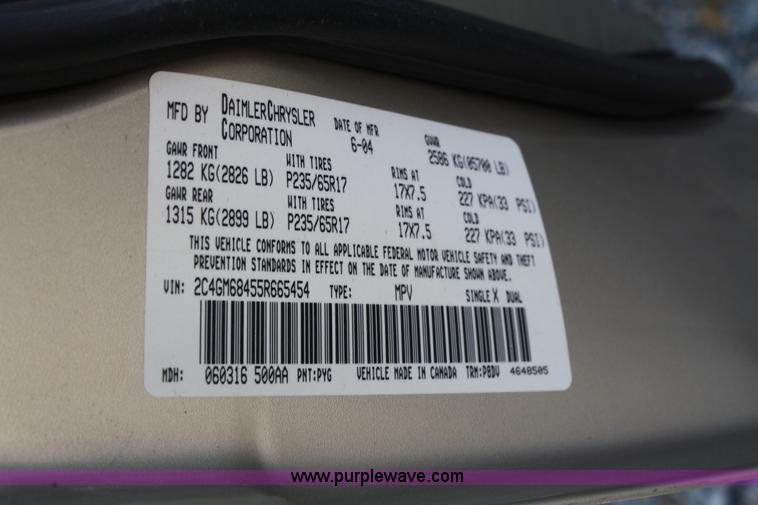 MFD BY DAIMLERCHRYSLER CORPORATION DATE OF MFR 6-04 GVWR 2586 KG(05700 LB)
GAWR FRONT WITH TIRES RIMS AT COLD
1282 KG(2826 LB) P235/65R17 17X7.5 227 KPA(33 PSI)
GAWR REAR WITH TIRES RIMS AT COLD
1315 KG(2899 LB) P235/65R17 17X7.5 227 KPA(33 PSI)
THIS VEHICLE CONFORMS TO ALL APPLICABLE FEDERAL MOTOR VEHICLE SAFETY AND THEFT
PREVENTION STANDARDS IN EFFECT ON THE DATE OF MANUFACTURE SHOWN ABOVE.
VIN: 2C4GM68455R665454 TYPE: MPV SINGLE X DUAL
MDH: 060316 500AA PNT:PYG VEHICLE MADE IN CANADA TRM:P8DV 4648505
www.purplewave.com